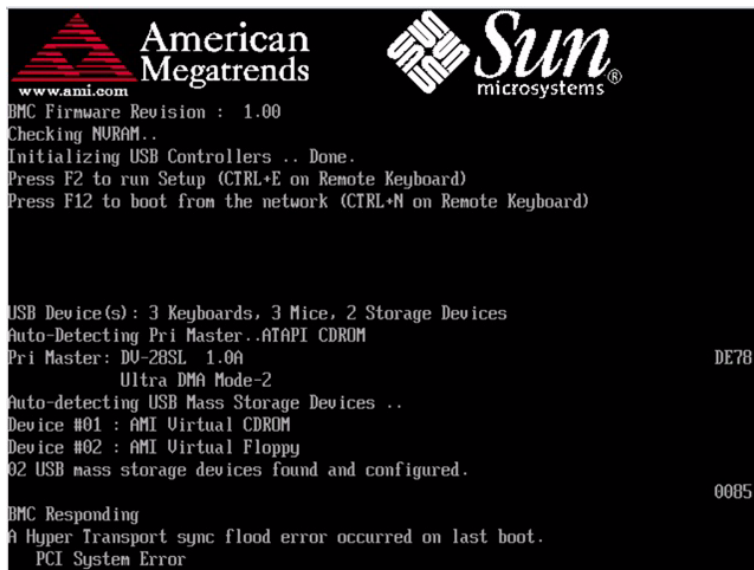 American
Megatrends
www.ami.com
Sun®
microsystems
BMC Firmware Revision :  1.00
Checking NVRAM..
Initializing USB Controllers .. Done.
Press F2 to run Setup (CTRL+E on Remote Keyboard)
Press F12 to boot from the network (CTRL+N on Remote Keyboard)
USB Device(s): 3 Keyboards, 3 Mice, 2 Storage Devices
Auto-Detecting Pri Master..ATAPI CDROM
Pri Master: DV-28SL  1.0A DE78
Ultra DMA Mode-2
Auto-detecting USB Mass Storage Devices ..
Device #01 : AMI Virtual CDROM
Device #02 : AMI Virtual Floppy
02 USB mass storage devices found and configured.
0085
BMC Responding
A Hyper Transport sync flood error occurred on last boot.
PCI System Error